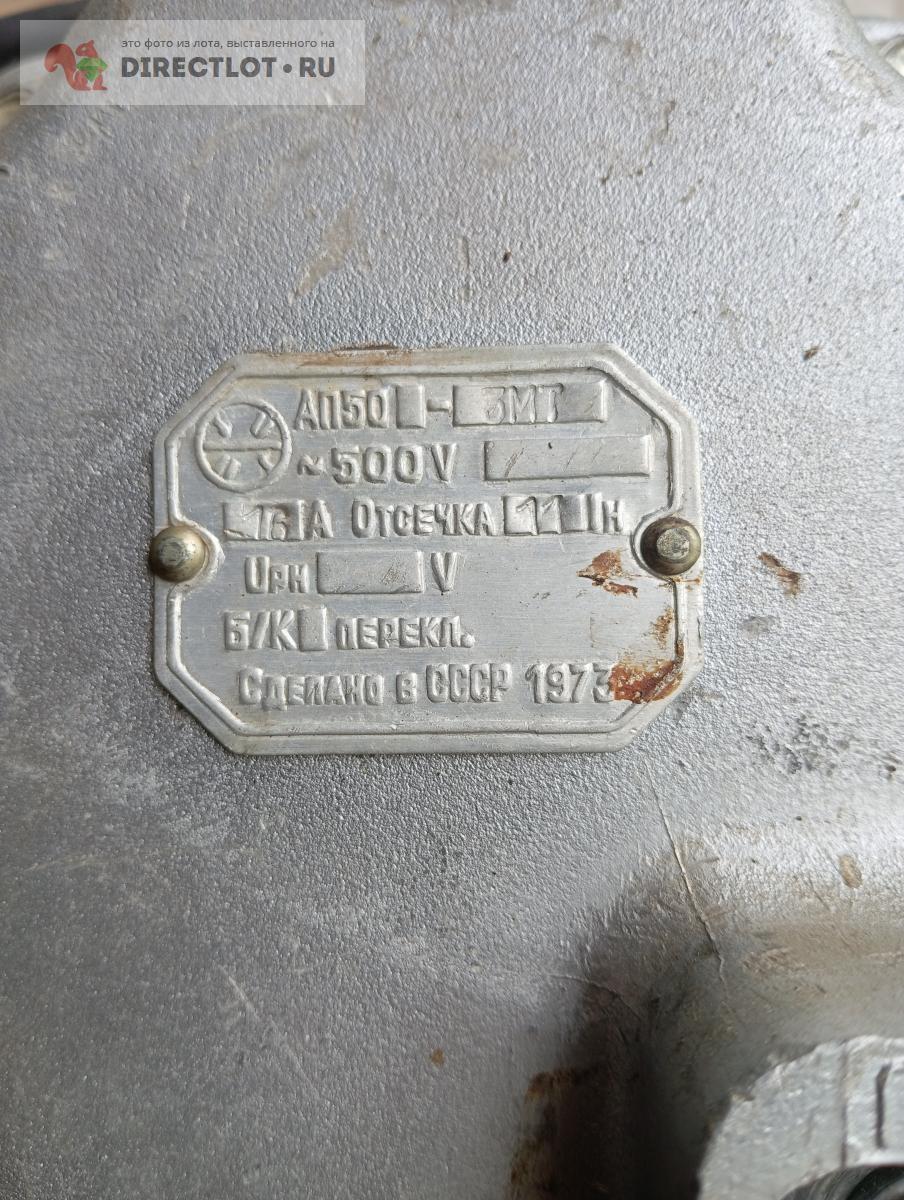 это фото из лота, выставленного на
DIRECTLOT.RU
АП50 - 3МТ
~500V
16 А Отсечка 11 Iн
Uрн V
Б/К перекл.
Сделано в СССР 1973